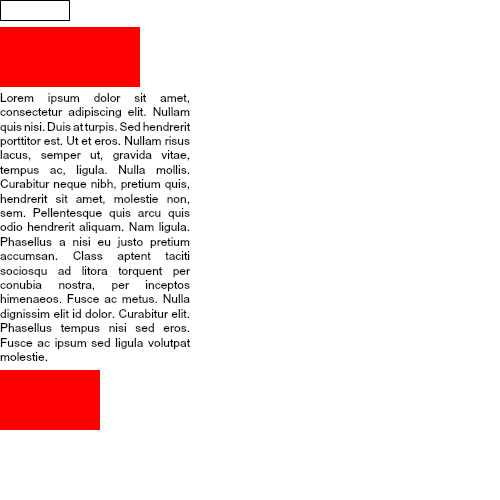 Lorem ipsum dolor sit amet,
consectetur adipiscing elit. Nullam
quis nisi. Duis at turpis. Sed hendrerit
porttitor est. Ut et eros. Nullam risus
lacus, semper ut, gravida vitae,
tempus ac, ligula. Nulla mollis.
Curabitur neque nibh, pretium quis,
hendrerit sit amet, molestie non,
sem. Pellentesque quis arcu quis
odio hendrerit aliquam. Nam ligula.
Phasellus a nisi eu justo pretium
accumsan. Class aptent taciti
sociosqu ad litora torquent per
conubia nostra, per inceptos
himenaeos. Fusce ac metus. Nulla
dignissim elit id dolor. Curabitur elit.
Phasellus tempus nisi sed eros.
Fusce ac ipsum sed ligula volutpat
molestie.